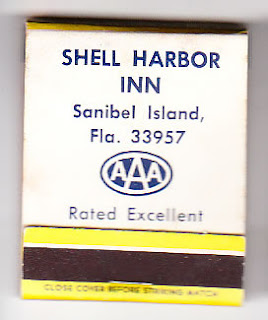 SHELL HARBOR
INN
Sanibel Island,
Fla. 33957
AAA
Rated Excellent
CLOSE COVER BEFORE STRIKING MATCH